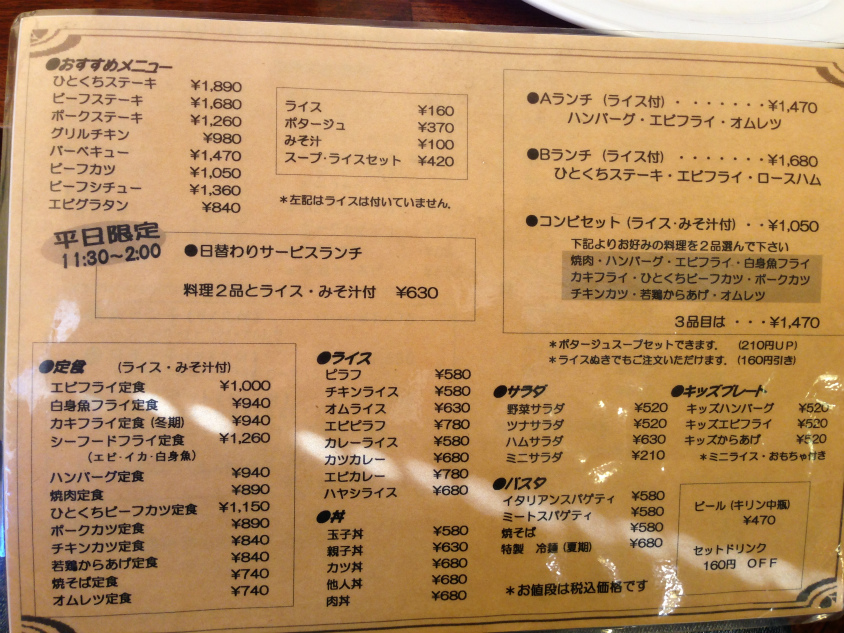 ●おすすめメニュー
ひとくちステーキ ¥1,890
ビーフステーキ ¥1,680
ポークステーキ ¥1,260
グリルチキン ¥980
バーベキュー ¥1,470
ビーフカツ ¥1,050
ビーフシチュー ¥1,360
エビグラタン ¥840
ライス ¥160
ポタージュ ¥370
みそ汁 ¥100
スープ・ライスセット ¥420
*左記はライスは付いていません。
平日限定
11:30~2:00
●日替わりサービスランチ
料理2品とライス・みそ汁付 ¥630
●Aランチ (ライス付) ・・・・・・・¥1,470
ハンバーグ・エビフライ・オムレツ
●Bランチ (ライス付) ・・・・・・・¥1,680
ひとくちステーキ・エビフライ・ロースハム
●コンビセット (ライス・みそ汁付) ・・¥1,050
下記よりお好みの料理を2品選んで下さい
焼肉・ハンバーグ・エビフライ・白身魚フライ
カキフライ・ひとくちビーフカツ・ポークカツ
チキンカツ・若鶏からあげ・オムレツ
3品目は ・・・¥1,470
*ポタージュスープセットできます。 (210円UP)
*ライスぬきでもご注文いただけます。(160円引き)
●定食 (ライス・みそ汁付)
エビフライ定食 ¥1,000
白身魚フライ定食 ¥940
カキフライ定食 (冬期) ¥940
シーフードフライ定食 ¥1,260
(エビ・イカ・白身魚)
ハンバーグ定食 ¥940
焼肉定食 ¥890
ひとくちビーフカツ定食 ¥1,150
ポークカツ定食 ¥890
チキンカツ定食 ¥840
若鶏からあげ定食 ¥840
焼そば定食 ¥740
オムレツ定食 ¥740
●ライス
ピラフ ¥580
チキンライス ¥580
オムライス ¥630
エビピラフ ¥780
カレーライス ¥580
カツカレー ¥680
エビカレー ¥780
ハヤシライス ¥680
●丼
玉子丼 ¥580
親子丼 ¥630
カツ丼 ¥680
他人丼 ¥680
肉丼 ¥680
●サラダ
野菜サラダ ¥520
ツナサラダ ¥520
ハムサラダ ¥630
ミニサラダ ¥210
●パスタ
イタリアンスパゲティ ¥580
ミートスパゲティ ¥580
焼そば ¥580
特製 冷麺 (夏期) ¥680
*お値段は税込価格です
●キッズプレート
キッズハンバーグ ¥520
キッズエビフライ ¥520
キッズからあげ ¥520
*ミニライス・おもちゃ付き
ビール (キリン中瓶)
¥470
セットドリンク
160円 OFF